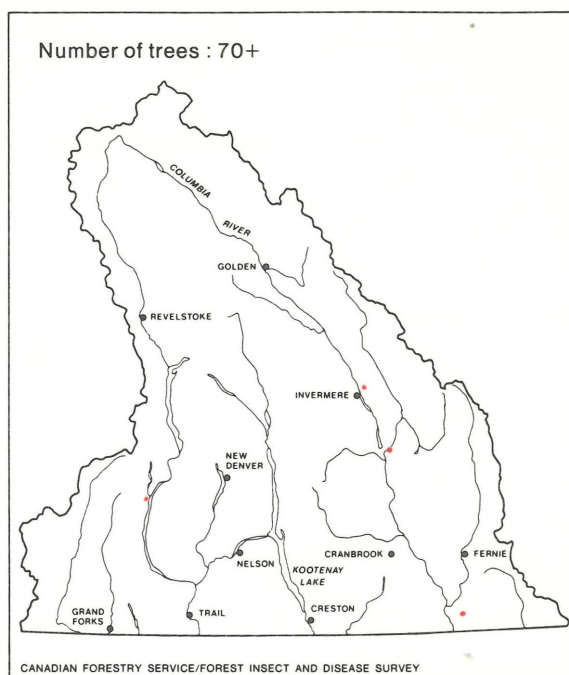 Number of trees : 70+
COLUMBIA
RIVER
GOLDEN
REVELSTOKE
INVERMERE
NEW
DENVER
NELSON
CRANBROOK
FERNIE
KOOTENAY
LAKE
GRAND
FORKS
TRAIL
CRESTON
CANADIAN FORESTRY SERVICE/FOREST INSECT AND DISEASE SURVEY